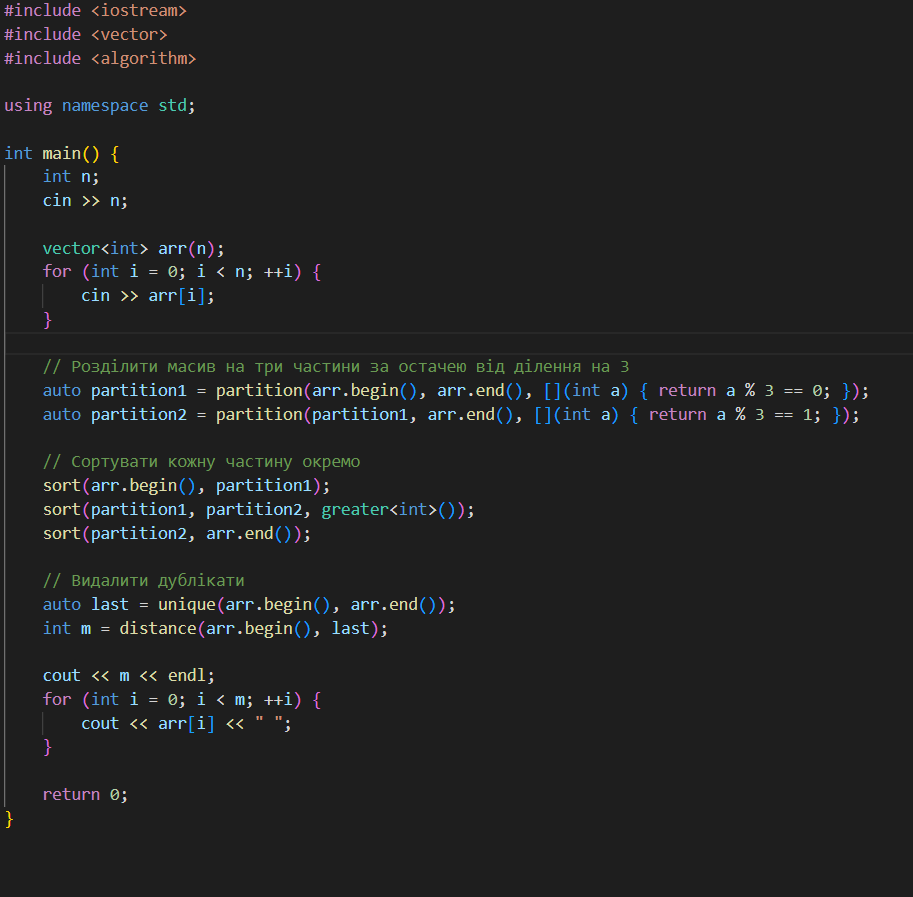 #include <iostream>
#include <vector>
#include <algorithm>
using namespace std;
int main() {
    int n;
    cin >> n;
    vector<int> arr(n);
    for (int i = 0; i < n; ++i) {
        cin >> arr[i];
    }
    // Розділити масив на три частини за остачею від ділення на 3
    auto partition1 = partition(arr.begin(), arr.end(), [](int a) { return a % 3 == 0; });
    auto partition2 = partition(partition1, arr.end(), [](int a) { return a % 3 == 1; });
    // Сортувати кожну частину окремо
    sort(arr.begin(), partition1);
    sort(partition1, partition2, greater<int>());
    sort(partition2, arr.end());
    // Видалити дублікати
    auto last = unique(arr.begin(), arr.end());
    int m = distance(arr.begin(), last);
    cout << m << endl;
    for (int i = 0; i < m; ++i) {
        cout << arr[i] << " ";
    }
    return 0;
}